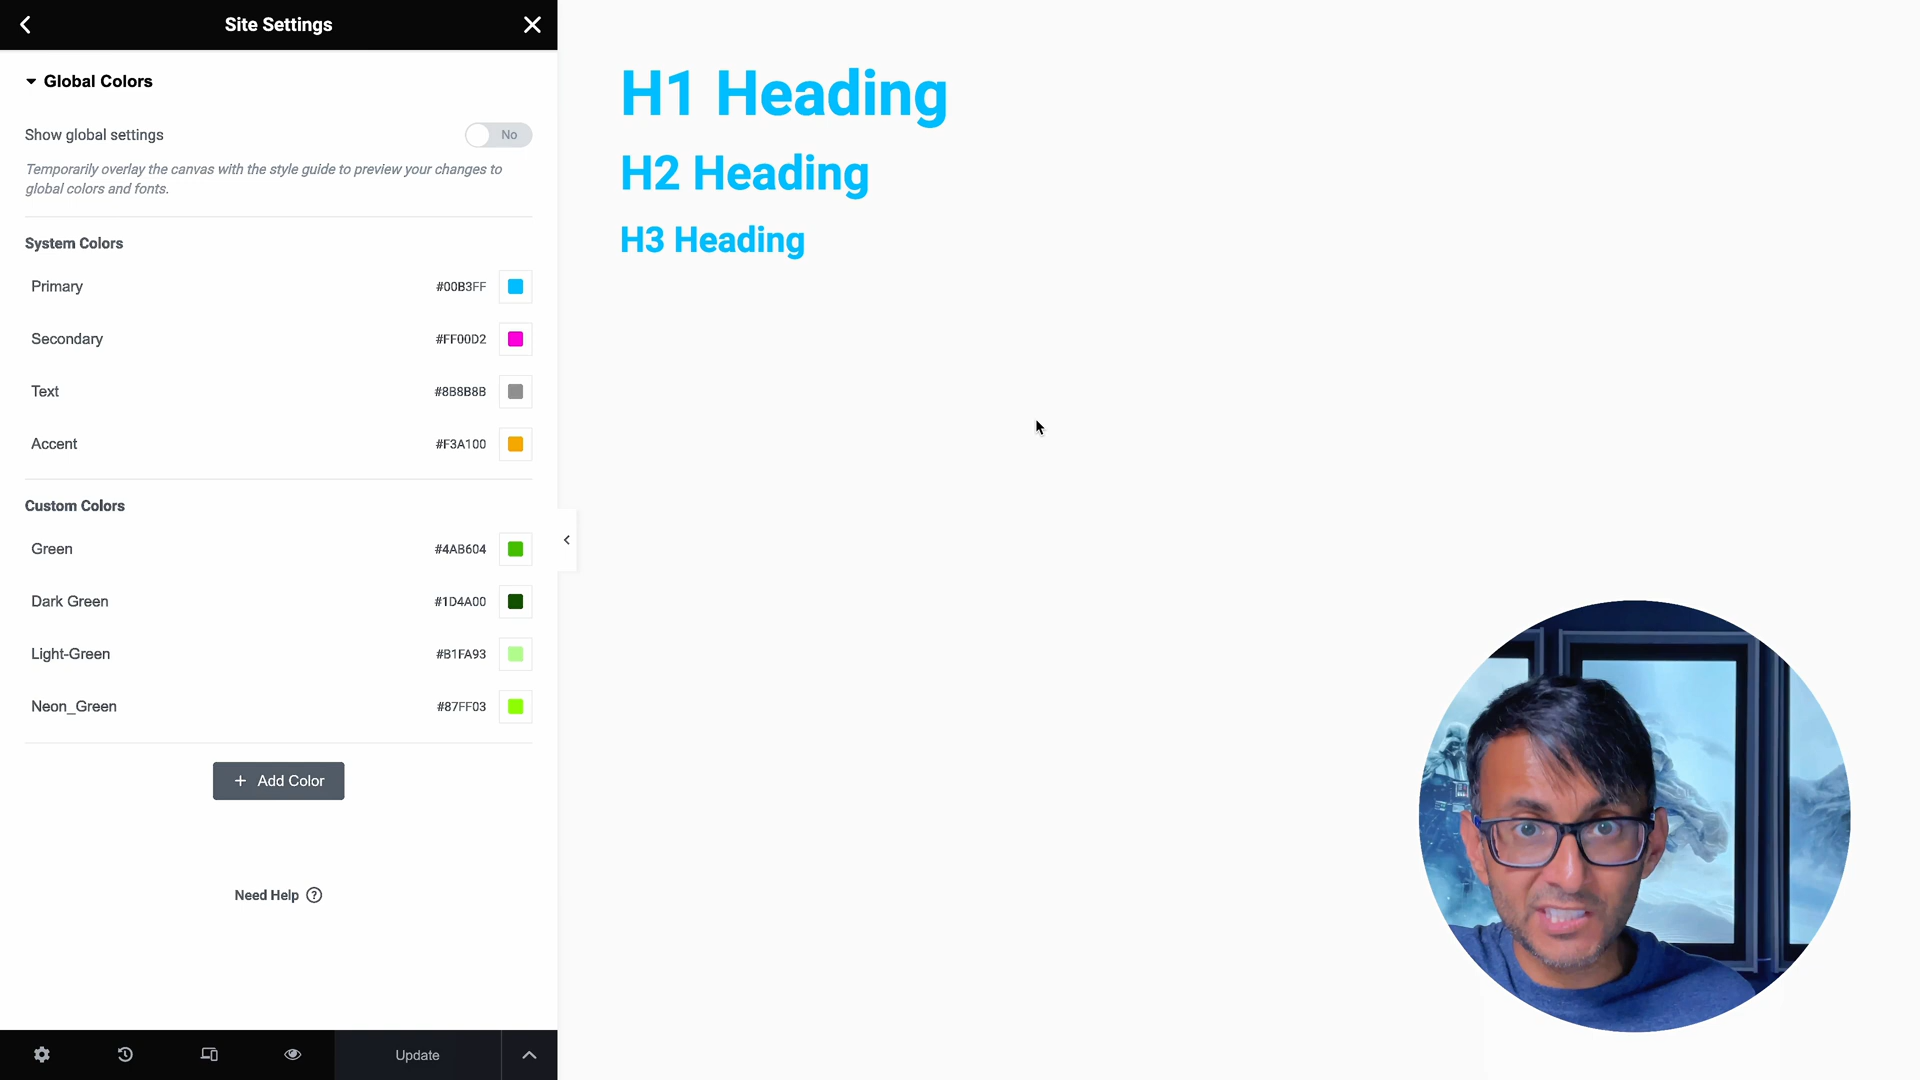 Site Settings
Global Colors
Show global settings
No
Temporarily overlay the canvas with the style guide to preview your changes to
global colors and fonts.
System Colors
Primary #00B3FF
Secondary #FF00D2
Text #8B8B8B
Accent #F3A100
Custom Colors
Green #4AB604
Dark Green #1D4A00
Light-Green #B1FA93
Neon_Green #87FF03
+ Add Color
Need Help ?
Update
H1 Heading
H2 Heading
H3 Heading